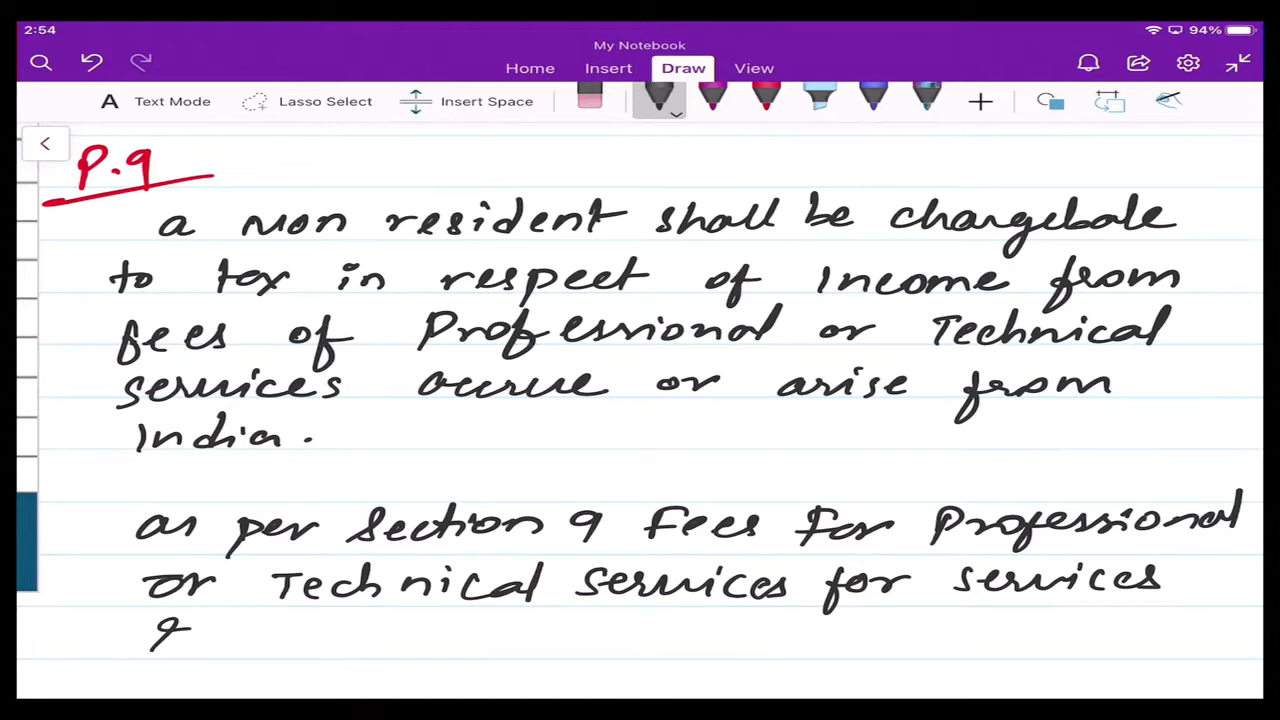 2:54
94%
My Notebook
Home Insert Draw View
Text Mode Lasso Select Insert Space
P.9
a non resident shall be chargebale
to tax in respect of Income from
fees of Professional or Technical
services accrue or arise from
India.
as per Section 9 Fees For Professional
or Technical services for services